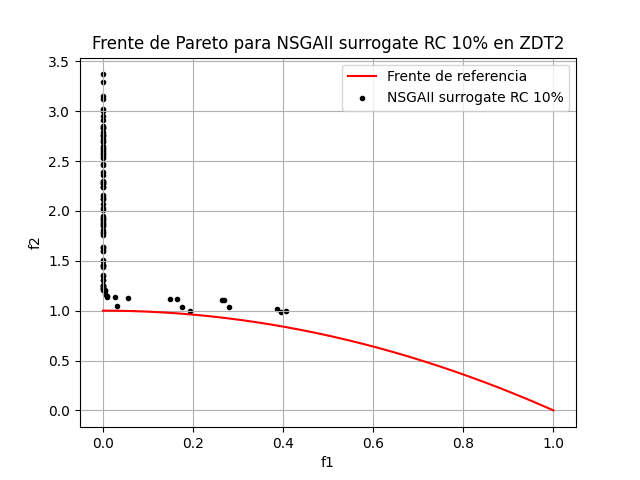 Frente de Pareto para NSGAII surrogate RC 10% en ZDT2
Frente de referencia
NSGAII surrogate RC 10%
3.5
3.0
2.5
2.0
1.5
1.0
0.5
0.0
f2
0.0 0.2 0.4 0.6 0.8 1.0
f1